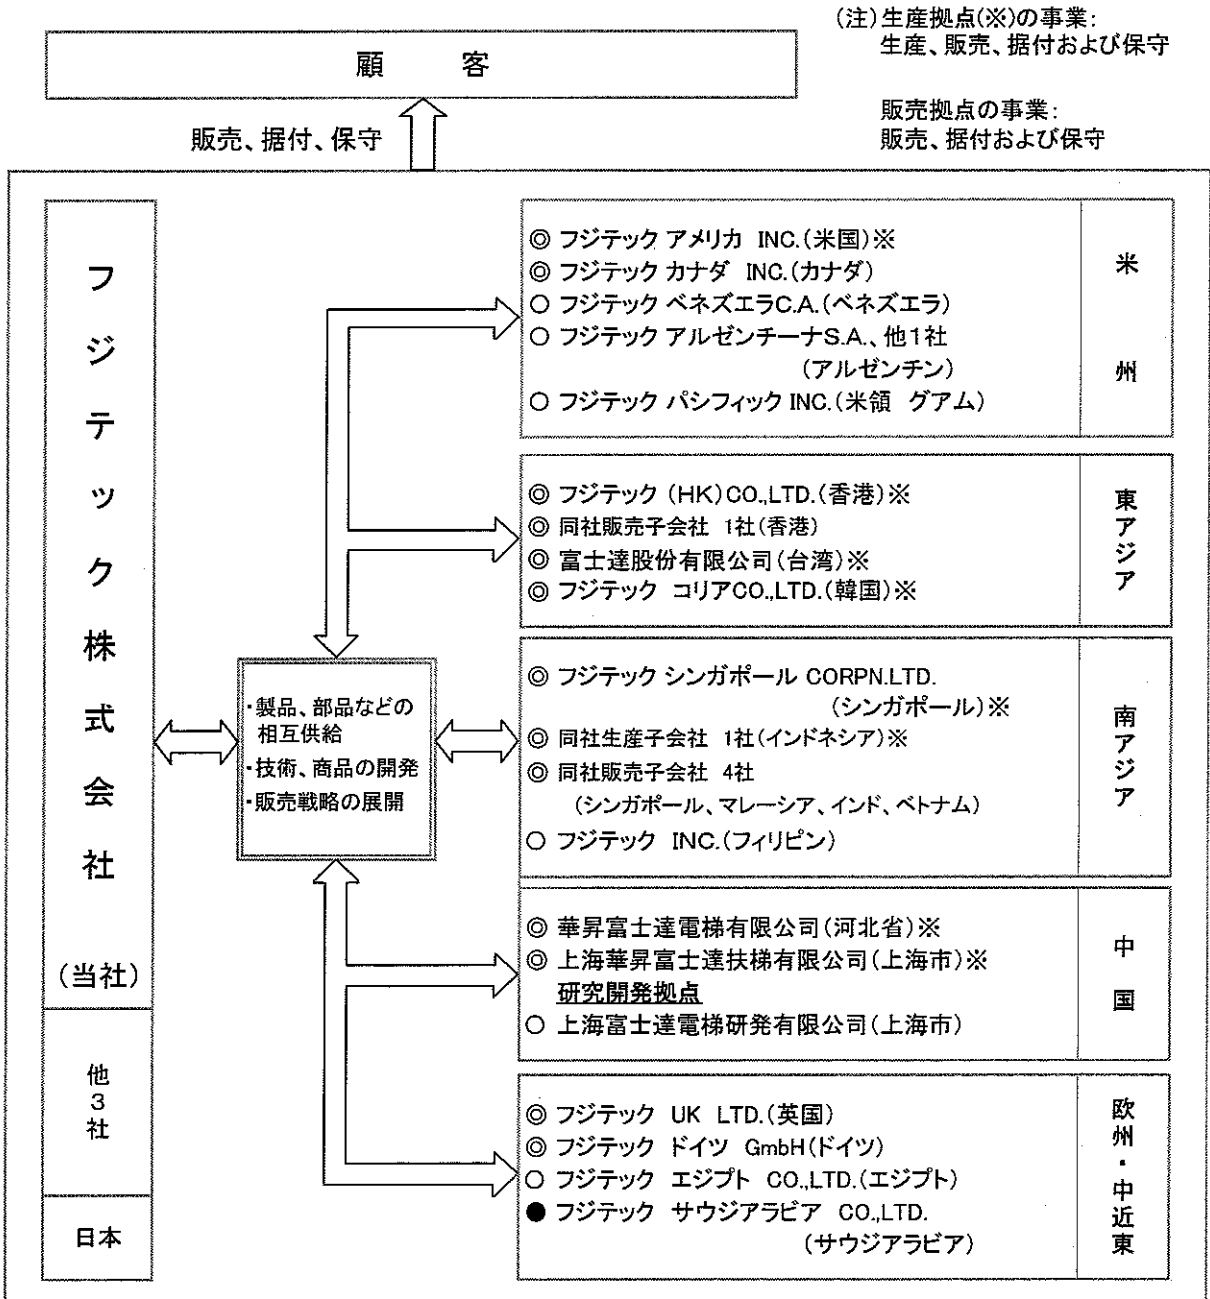 (注)生産拠点(※)の事業:
生産、販売、据付および保守
販売拠点の事業:
販売、据付および保守
顧 客
販売、据付、保守
フジテック株式会社
(当社)
他3社
日本
・製品、部品などの
相互供給
・技術、商品の開発
・販売戦略の展開
◎ フジテック アメリカ INC.(米国)※
◎ フジテック カナダ INC.(カナダ)
○ フジテック ベネズエラC.A.(ベネズエラ)
○ フジテック アルゼンチーナS.A.、他1社
(アルゼンチン)
○ フジテック パシフィック INC.(米領 グアム)
米州
◎ フジテック (HK)CO.,LTD.(香港)※
◎ 同社販売子会社 1社(香港)
◎ 富士達股份有限公司(台湾)※
◎ フジテック コリアCO.,LTD.(韓国)※
東アジア
◎ フジテック シンガポール CORPN.LTD.
(シンガポール)※
◎ 同社生産子会社 1社(インドネシア)※
◎ 同社販売子会社 4社
(シンガポール、マレーシア、インド、ベトナム)
○ フジテック INC.(フィリピン)
南アジア
◎ 華昇富士達電梯有限公司(河北省)※
◎ 上海華昇富士達扶梯有限公司(上海市)※
研究開発拠点
○ 上海富士達電梯研発有限公司(上海市)
中国
◎ フジテック UK LTD.(英国)
◎ フジテック ドイツ GmbH(ドイツ)
○ フジテック エジプト CO.,LTD.(エジプト)
● フジテック サウジアラビア CO.,LTD.
(サウジアラビア)
欧州・中近東